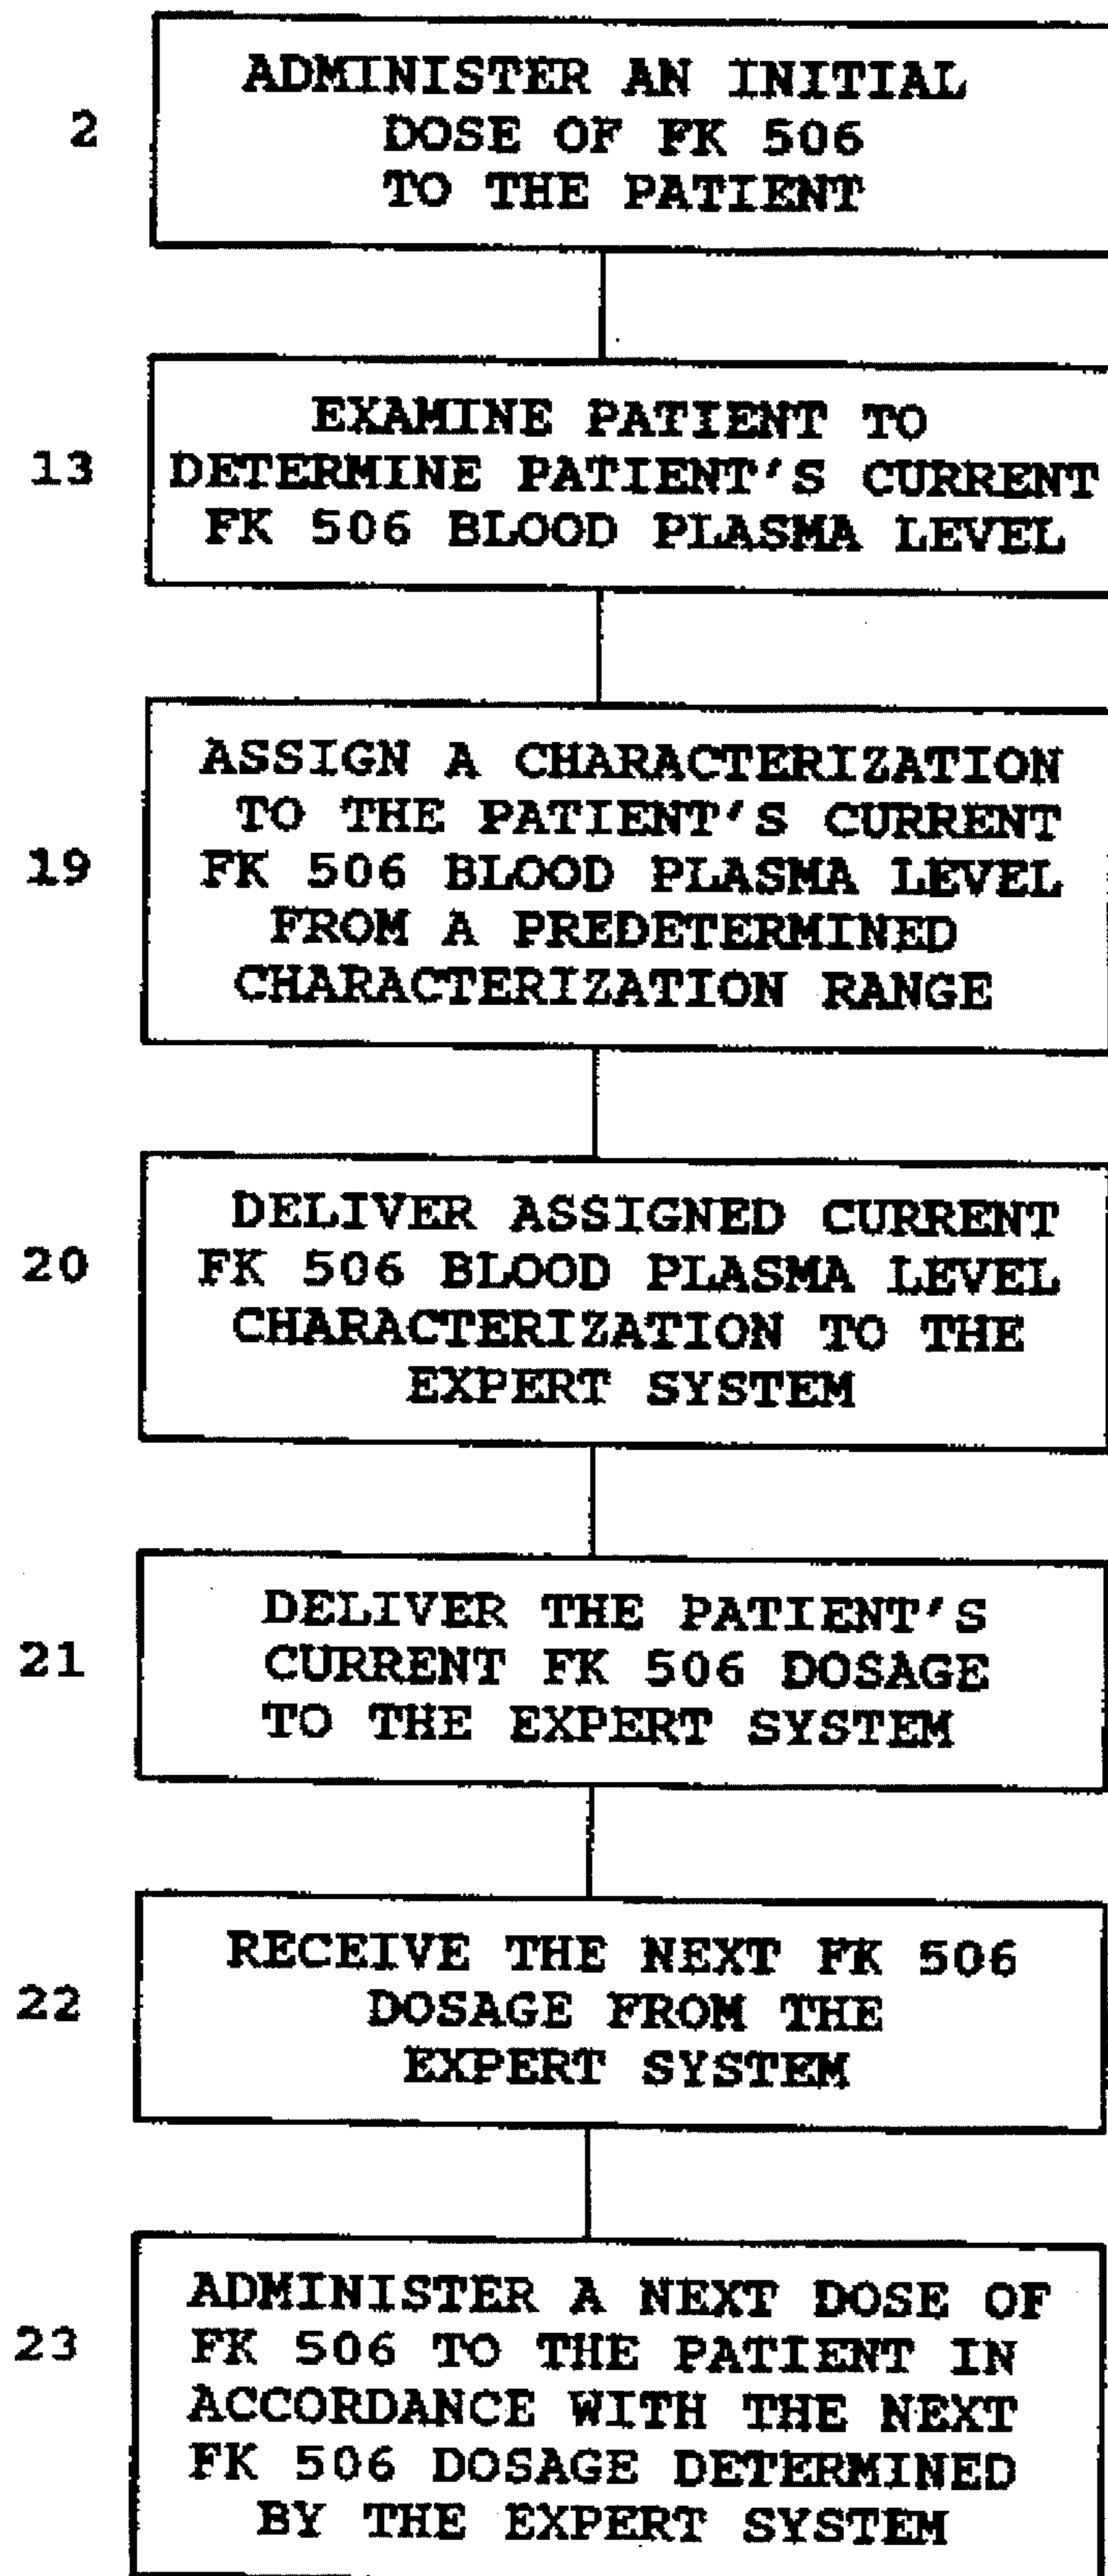 2
ADMINISTER AN INITIAL
DOSE OF FK 506
TO THE PATIENT
13
EXAMINE PATIENT TO
DETERMINE PATIENT'S CURRENT
FK 506 BLOOD PLASMA LEVEL
19
ASSIGN A CHARACTERIZATION
TO THE PATIENT'S CURRENT
FK 506 BLOOD PLASMA LEVEL
FROM A PREDETERMINED
CHARACTERIZATION RANGE
20
DELIVER ASSIGNED CURRENT
FK 506 BLOOD PLASMA LEVEL
CHARACTERIZATION TO THE
EXPERT SYSTEM
21
DELIVER THE PATIENT'S
CURRENT FK 506 DOSAGE
TO THE EXPERT SYSTEM
22
RECEIVE THE NEXT FK 506
DOSAGE FROM THE
EXPERT SYSTEM
23
ADMINISTER A NEXT DOSE OF
FK 506 TO THE PATIENT IN
ACCORDANCE WITH THE NEXT
FK 506 DOSAGE DETERMINED
BY THE EXPERT SYSTEM